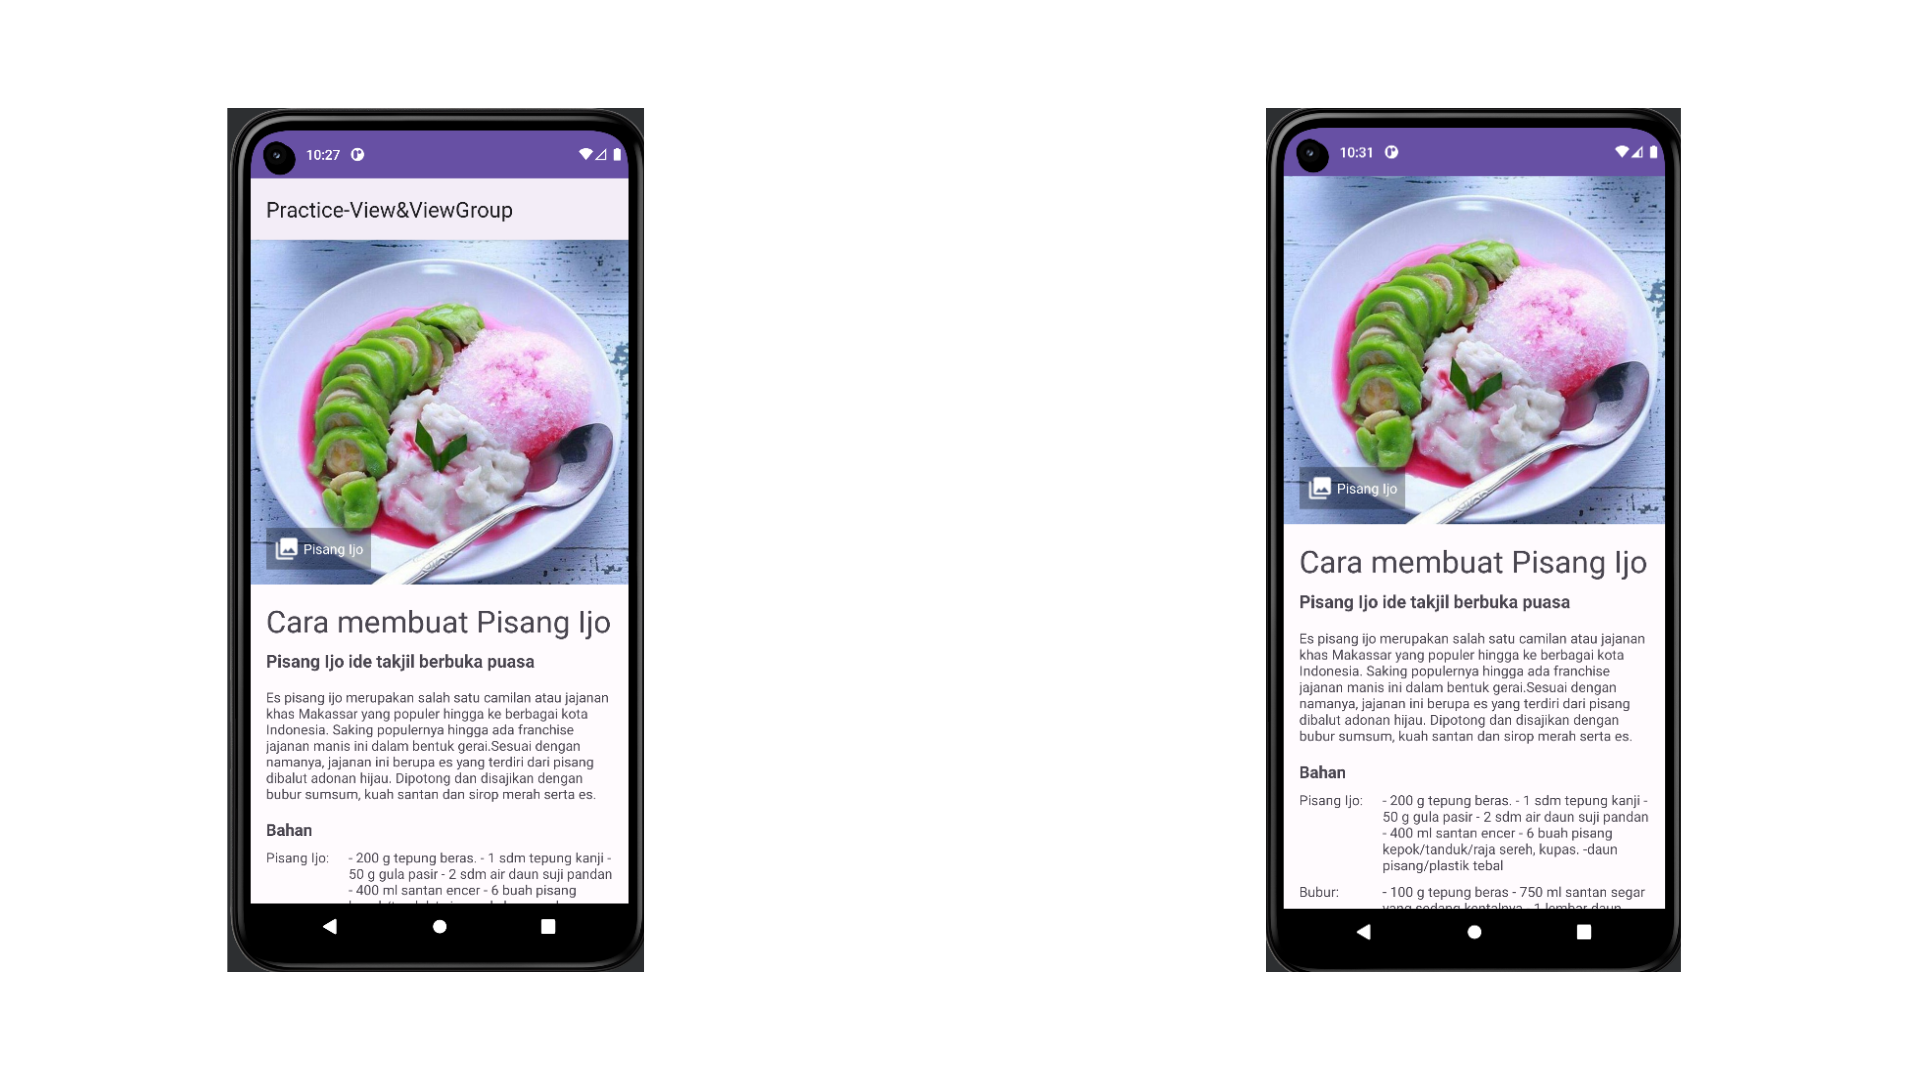 10:27
Practice-View&ViewGroup
Pisang Ijo
Cara membuat Pisang Ijo
Pisang Ijo ide takjil berbuka puasa
Es pisang ijo merupakan salah satu camilan atau jajanan
khas Makassar yang populer hingga ke berbagai kota
Indonesia. Saking populernya hingga ada franchise
jajanan manis ini dalam bentuk gerai.Sesuai dengan
namanya, jajanan ini berupa es yang terdiri dari pisang
dibalut adonan hijau. Dipotong dan disajikan dengan
bubur sumsum, kuah santan dan sirop merah serta es.
Bahan
Pisang Ijo: - 200 g tepung beras. - 1 sdm tepung kanji -
50 g gula pasir - 2 sdm air daun suji pandan
- 400 ml santan encer - 6 buah pisang
10:31
Pisang Ijo
Cara membuat Pisang Ijo
Pisang Ijo ide takjil berbuka puasa
Es pisang ijo merupakan salah satu camilan atau jajanan
khas Makassar yang populer hingga ke berbagai kota
Indonesia. Saking populernya hingga ada franchise
jajanan manis ini dalam bentuk gerai.Sesuai dengan
namanya, jajanan ini berupa es yang terdiri dari pisang
dibalut adonan hijau. Dipotong dan disajikan dengan
bubur sumsum, kuah santan dan sirop merah serta es.
Bahan
Pisang Ijo: - 200 g tepung beras. - 1 sdm tepung kanji -
50 g gula pasir - 2 sdm air daun suji pandan
- 400 ml santan encer - 6 buah pisang
kepok/tanduk/raja sereh, kupas. -daun
pisang/plastik tebal
Bubur: - 100 g tepung beras - 750 ml santan segar
yang sedang kentalnya - 1 lembar daun